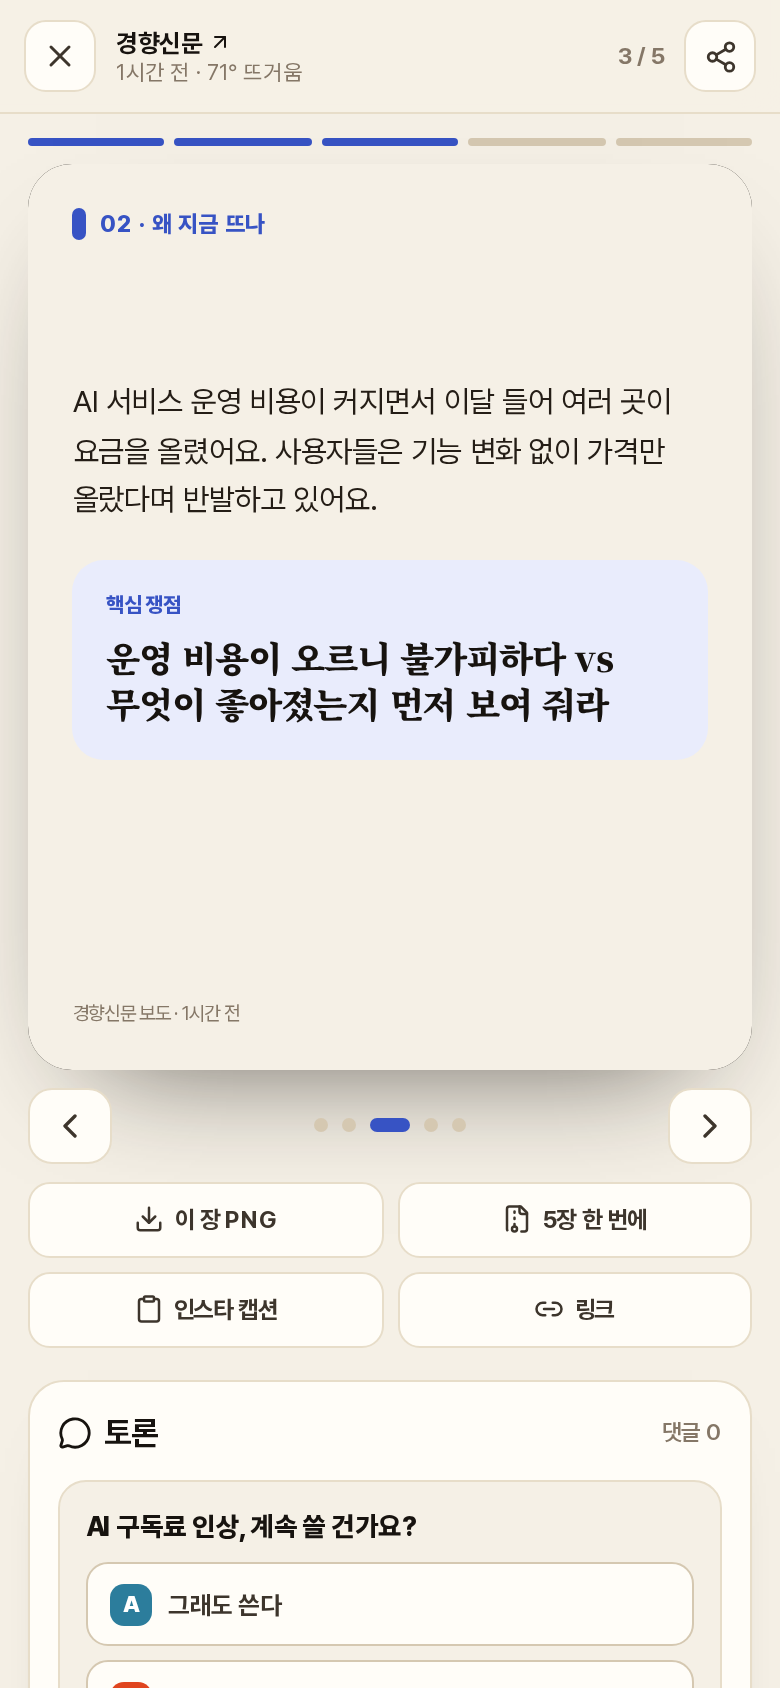 경향신문
1시간 전 · 71° 뜨거움
3 / 5
02 · 왜 지금 뜨나
AI 서비스 운영 비용이 커지면서 이달 들어 여러 곳이
요금을 올렸어요. 사용자들은 기능 변화 없이 가격만
올랐다며 반발하고 있어요.
핵심 쟁점
운영 비용이 오르니 불가피하다 vs
무엇이 좋아졌는지 먼저 보여 줘라
경향신문 보도 · 1시간 전
이 장 PNG
5장 한 번에
인스타 캡션
링크
토론
댓글 0
AI 구독료 인상, 계속 쓸 건가요?
A 그래도 쓴다